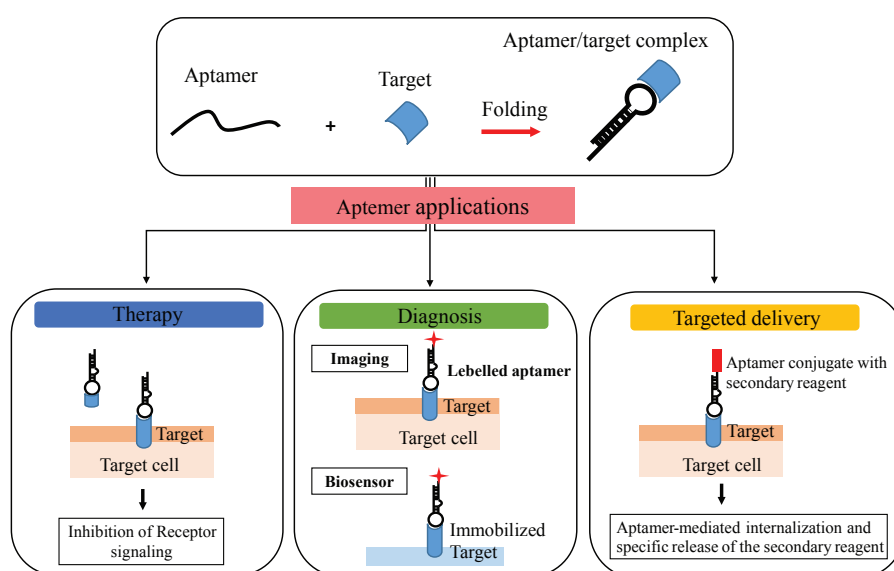 Aptamer/target complex
Aptamer
Target
Folding
+
Aptemer applications
Therapy
Target
Target cell
Inhibition of Receptor
signaling
Diagnosis
Imaging
Labelled aptamer
Target
Target cell
Biosensor
Immobilized
Target
Targeted delivery
Aptamer conjugate with
secondary reagent
Target
Target cell
Aptamer-mediated internalization and
specific release of the secondary reagent